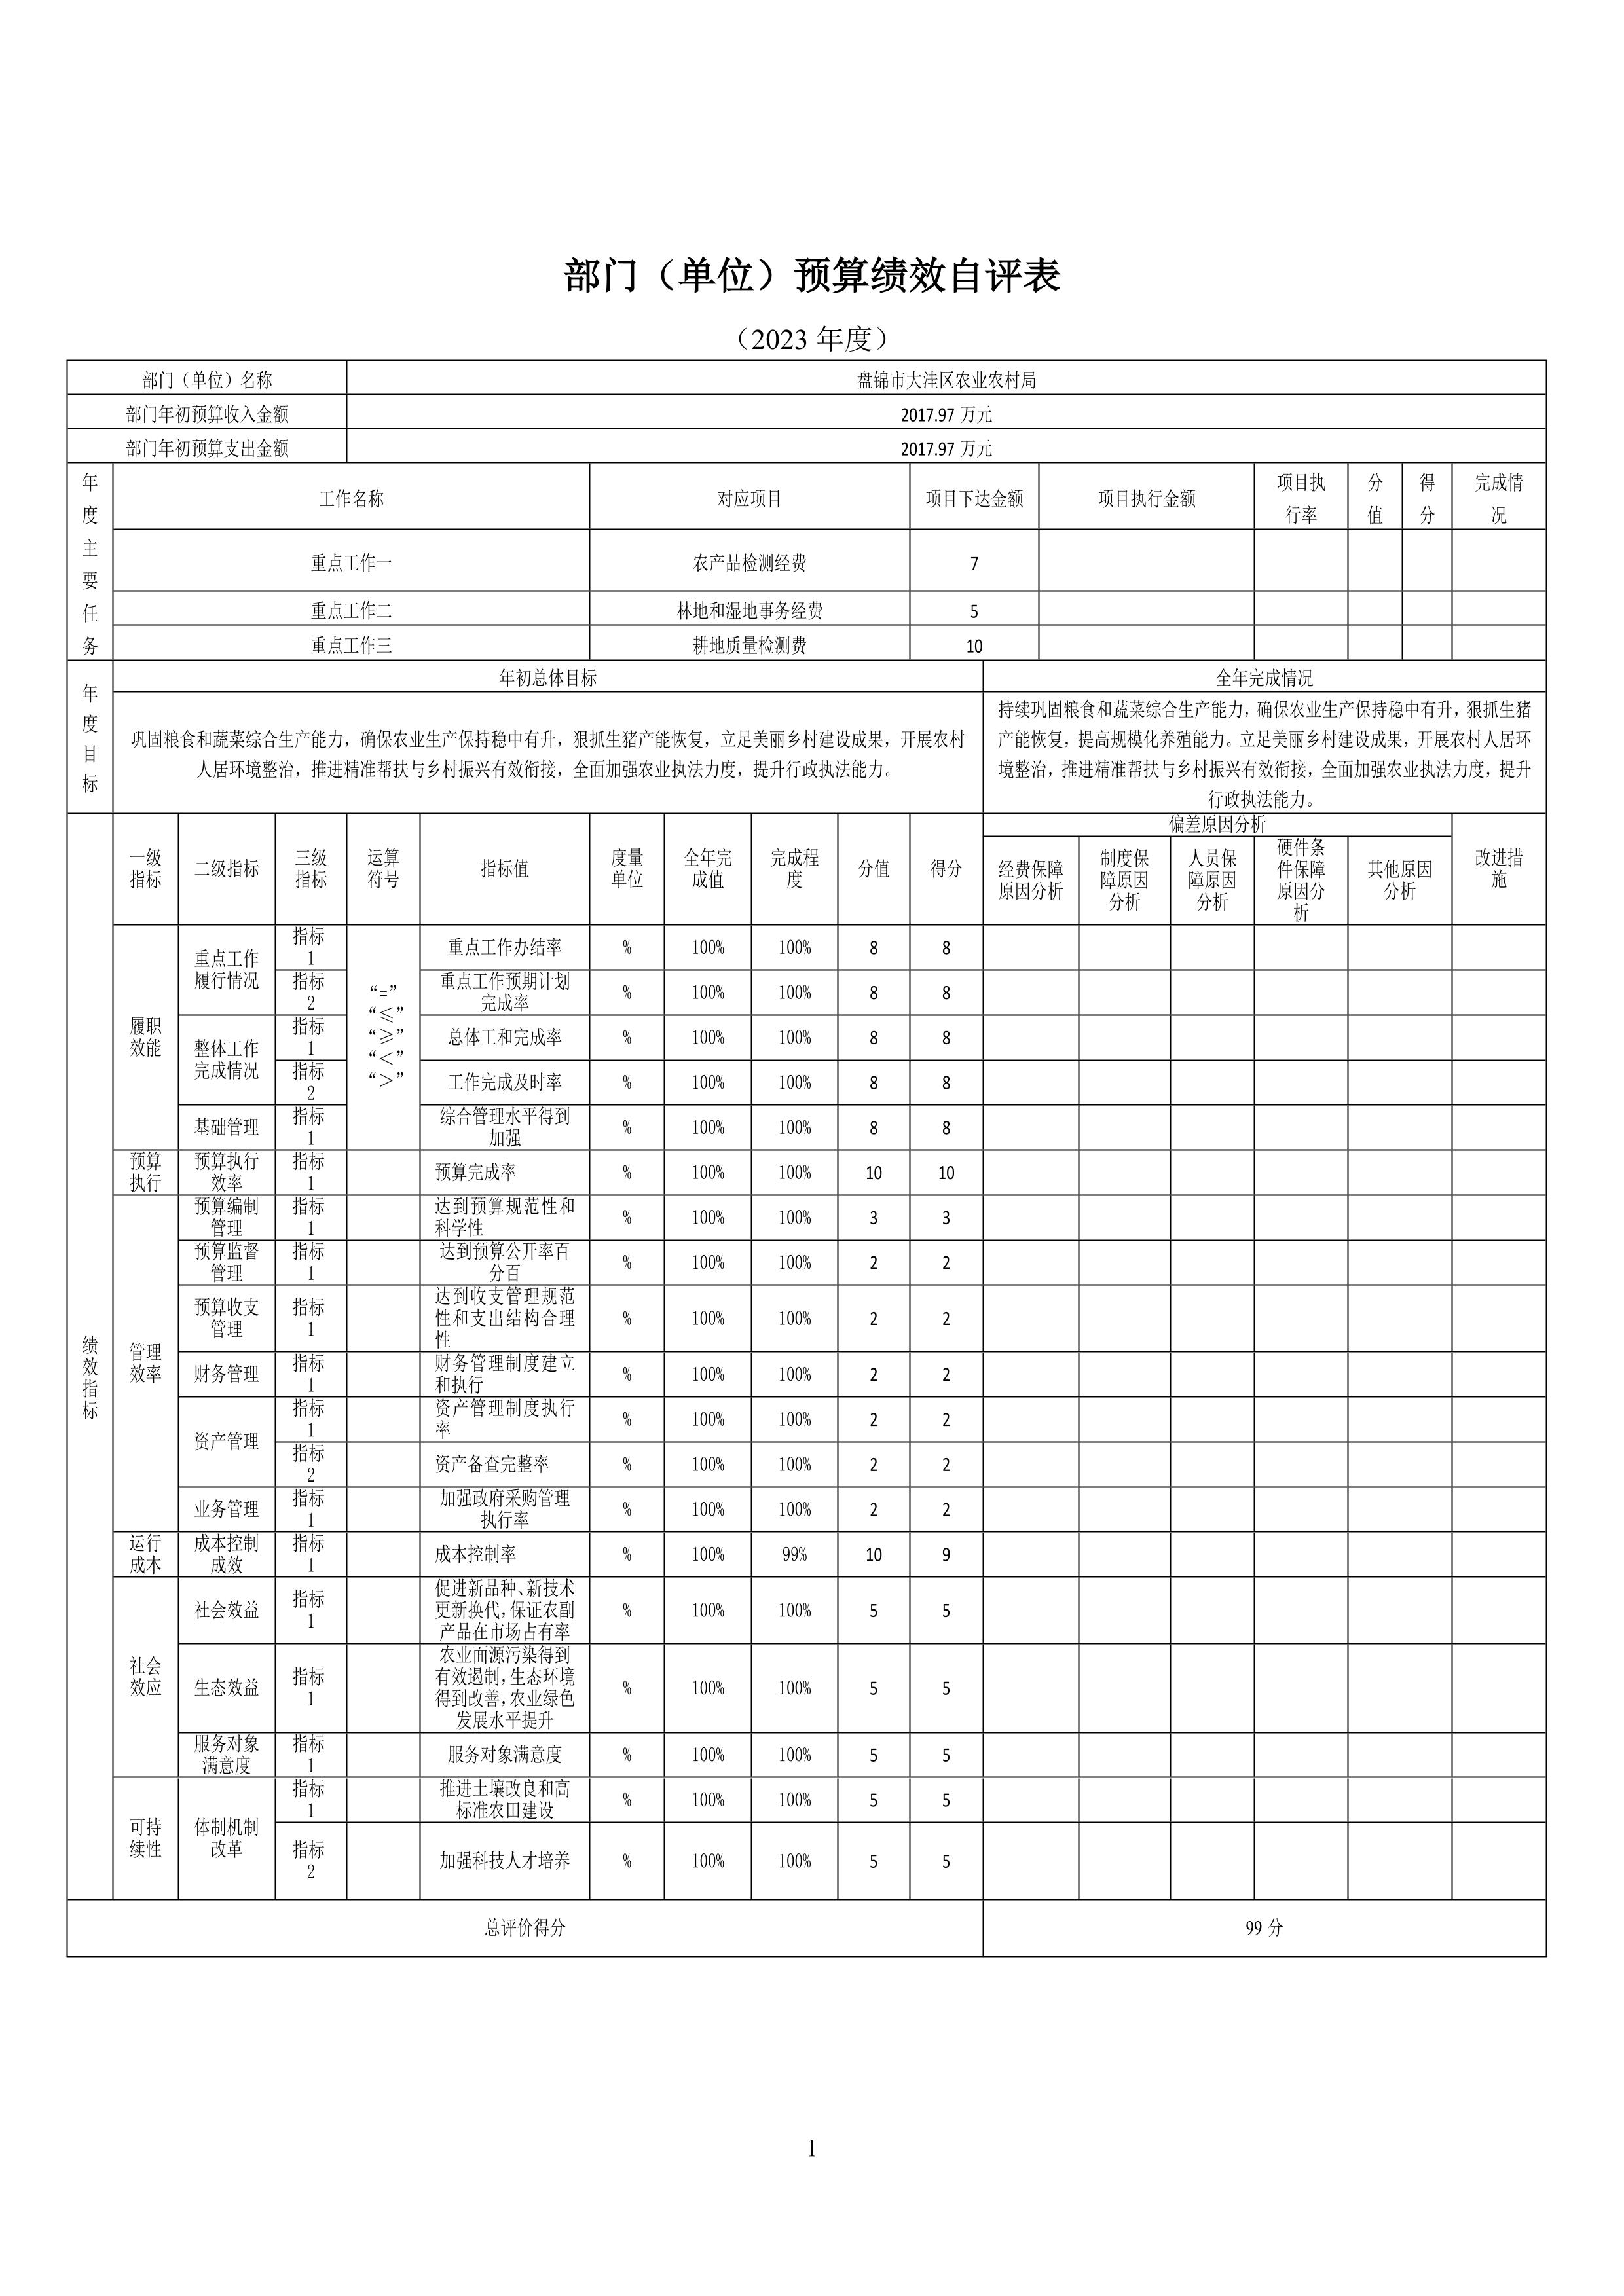 部门（单位）预算绩效自评表
（2023 年度）
部门（单位）名称 盘锦市大洼区农业农村局
部门年初预算收入金额 2017.97 万元
部门年初预算支出金额 2017.97 万元
年度主要任务 工作名称 对应项目 项目下达金额 项目执行金额 项目执行率 分值 得分 完成情况
重点工作一 农产品检测经费 7
重点工作二 林地和湿地事务经费 5
重点工作三 耕地质量检测费 10
年度目标 年初总体目标 全年完成情况
巩固粮食和蔬菜综合生产能力，确保农业生产保持稳中有升，狠抓生猪产能恢复，立足美丽乡村建设成果，开展农村
人居环境整治，推进精准帮扶与乡村振兴有效衔接，全面加强农业执法力度，提升行政执法能力。
持续巩固粮食和蔬菜综合生产能力，确保农业生产保持稳中有升，狠抓生猪
产能恢复，提高规模化养殖能力。立足美丽乡村建设成果，开展农村人居环
境整治，推进精准帮扶与乡村振兴有效衔接，全面加强农业执法力度，提升
行政执法能力。
绩效指标 一级指标 二级指标 三级指标 运算符号 指标值 度量单位 全年完成值 完成程度 分值 得分 偏差原因分析 改进措施
经费保障原因分析 制度保障原因分析 人员保障原因分析 硬件条件保障原因分析 其他原因分析
履职效能 重点工作履行情况 指标1 “=” “≤” “≥” “＜” “＞” 重点工作办结率 % 100% 100% 8 8
指标2 重点工作预期计划完成率 % 100% 100% 8 8
整体工作完成情况 指标1 总体工和完成率 % 100% 100% 8 8
指标2 工作完成及时率 % 100% 100% 8 8
基础管理 指标1 综合管理水平得到加强 % 100% 100% 8 8
预算执行 预算执行效率 指标1 预算完成率 % 100% 100% 10 10
管理效率 预算编制管理 指标1 达到预算规范性和科学性 % 100% 100% 3 3
预算监督管理 指标1 达到预算公开率百分百 % 100% 100% 2 2
预算收支管理 指标1 达到收支管理规范性和支出结构合理性 % 100% 100% 2 2
财务管理 指标1 财务管理制度建立和执行 % 100% 100% 2 2
资产管理 指标1 资产管理制度执行率 % 100% 100% 2 2
指标2 资产备查完整率 % 100% 100% 2 2
业务管理 指标1 加强政府采购管理执行率 % 100% 100% 2 2
运行成本 成本控制成效 指标1 成本控制率 % 100% 99% 10 9
社会效应 社会效益 指标1 促进新品种、新技术更新换代，保证农副产品在市场占有率 % 100% 100% 5 5
生态效益 指标1 农业面源污染得到有效遏制，生态环境得到改善，农业绿色发展水平提升 % 100% 100% 5 5
服务对象满意度 指标1 服务对象满意度 % 100% 100% 5 5
可持续性 体制机制改革 指标1 推进土壤改良和高标准农田建设 % 100% 100% 5 5
指标2 加强科技人才培养 % 100% 100% 5 5
总评价得分 99 分
1